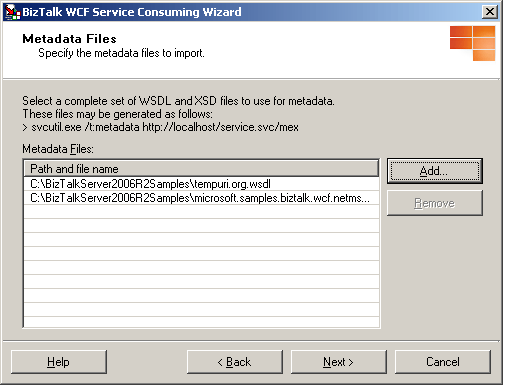 BizTalk WCF Service Consuming Wizard
Metadata Files
Specify the metadata files to import.
Select a complete set of WSDL and XSD files to use for metadata.
These files may be generated as follows:
> svcutil.exe /t:metadata http://localhost/service.svc/mex
Metadata Files:
Path and file name
C:\BizTalkServer2006R2Samples\tempuri.org.wsdl
C:\BizTalkServer2006R2Samples\microsoft.samples.biztalk.wcf.netms...
Add...
Remove
Help
< Back
Next >
Cancel